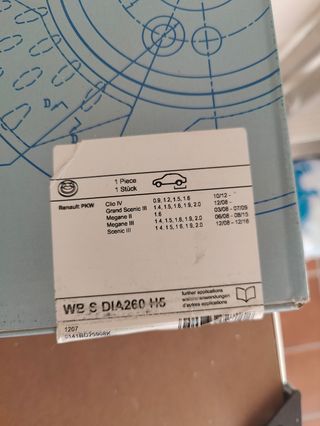 1 Piece
1 Stück
Renault PKW
Clio IV 0.9, 1.2, 1.5, 1.6 10/12 -
Grand Scenic III 1.4, 1.5, 1.6, 1.9, 2.0 12/08 -
Megane II 1.6 03/08 - 07/09
Megane III 1.4, 1.5, 1.6, 1.9, 2.0 06/08 - 08/15
Scenic III 1.4, 1.5, 1.6, 1.9, 2.0 12/08 - 12/16
WB S DIA260 H5
further applications
weitere Anwendungen
d'autres applications
1207